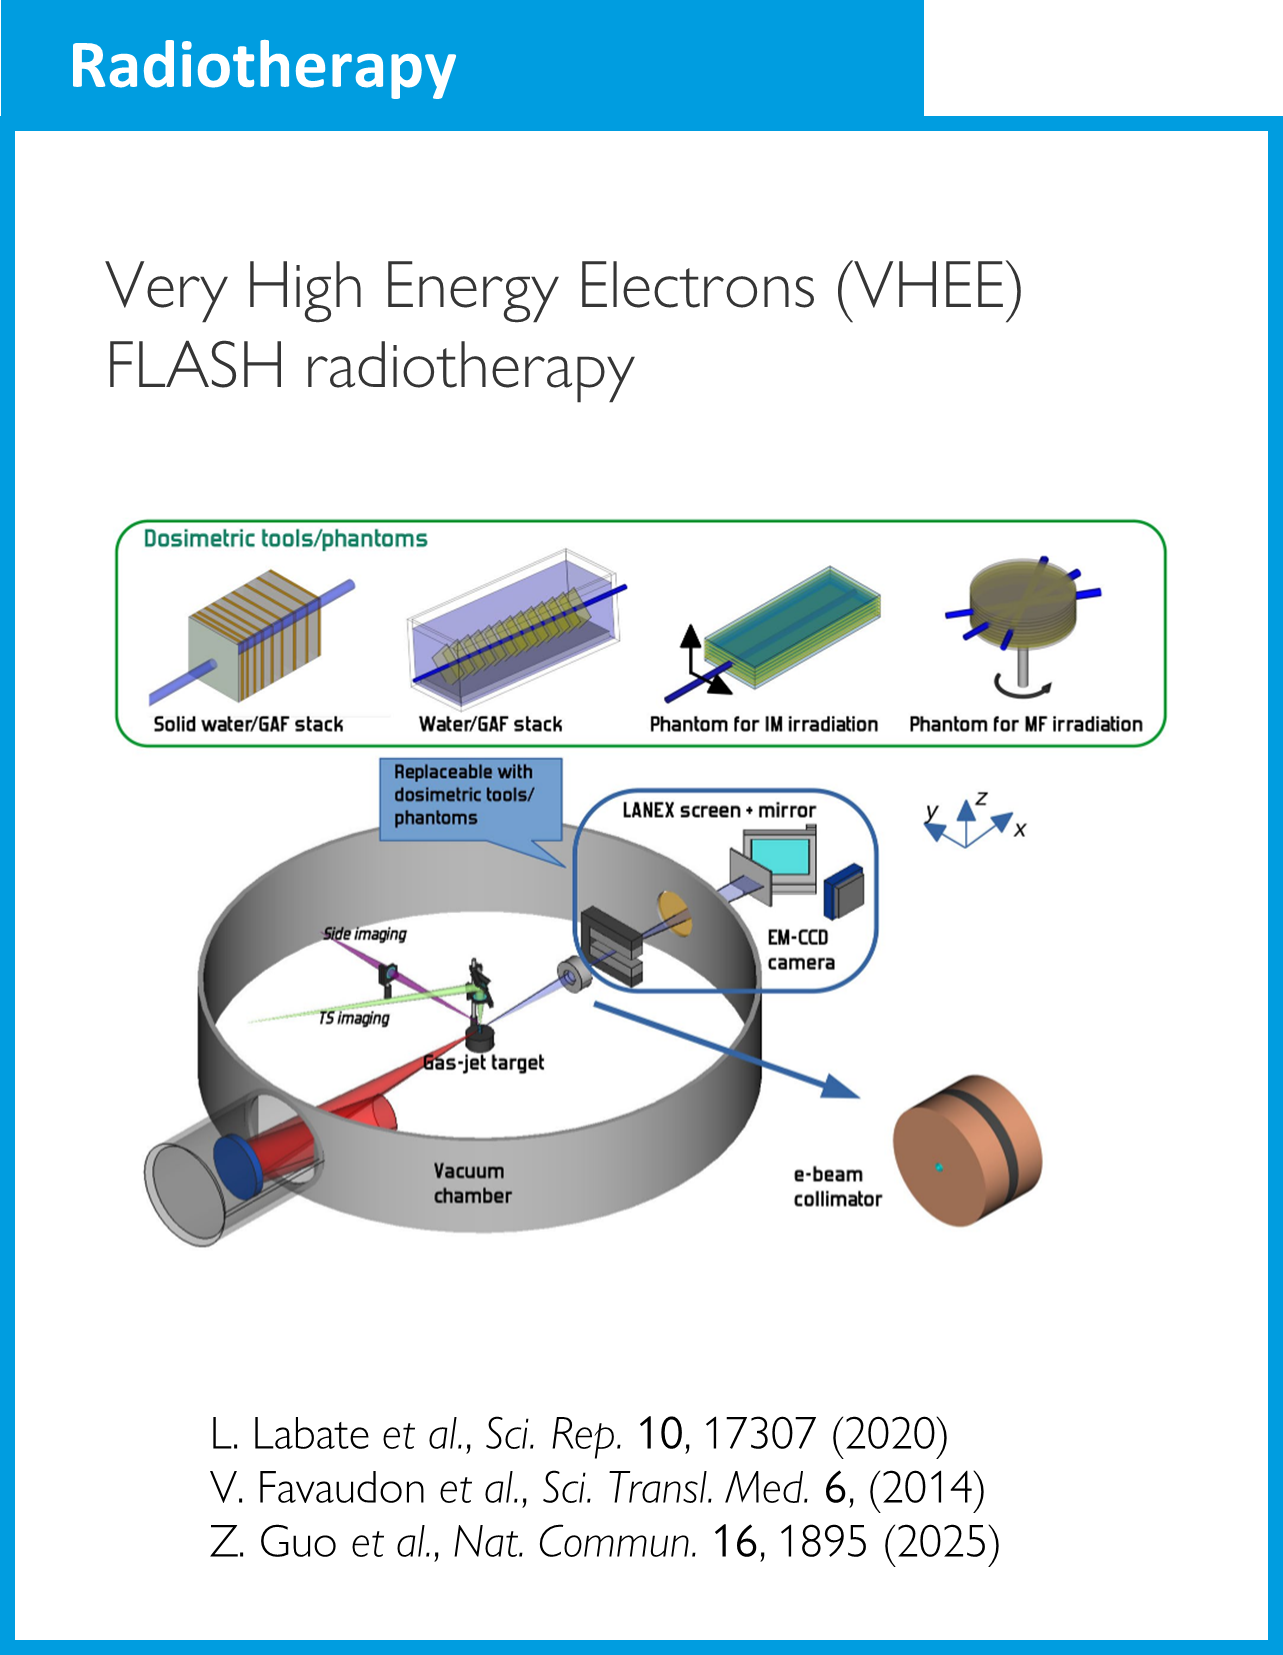 Radiotherapy
Very High Energy Electrons (VHEE)
FLASH radiotherapy
Dosimetric tools/phantoms
Solid water/GAF stack
Water/GAF stack
Phantom for IM irradiation
Phantom for MF irradiation
Replaceable with
dosimetric tools/
phantoms
LANEX screen + mirror
y
z
x
EM-CCD
camera
Side imaging
TS imaging
Gas-jet target
Vacuum
chamber
e-beam
collimator
L. Labate et al., Sci. Rep. 10, 17307 (2020)
V. Favaudon et al., Sci. Transl. Med. 6, (2014)
Z. Guo et al., Nat. Commun. 16, 1895 (2025)